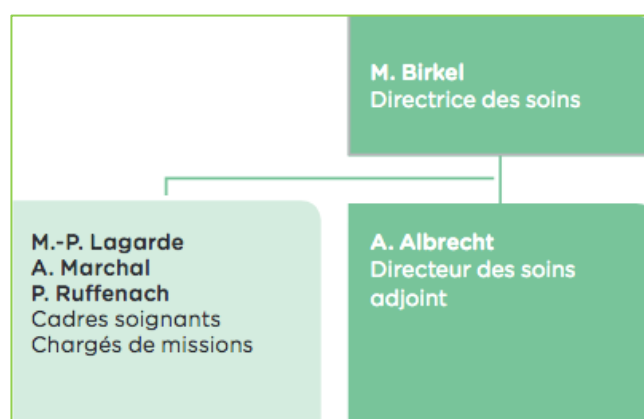 M. Birkel
Directrice des soins
M.-P. Lagarde
A. Marchal
P. Ruffenach
Cadres soignants
Chargés de missions
A. Albrecht
Directeur des soins
adjoint